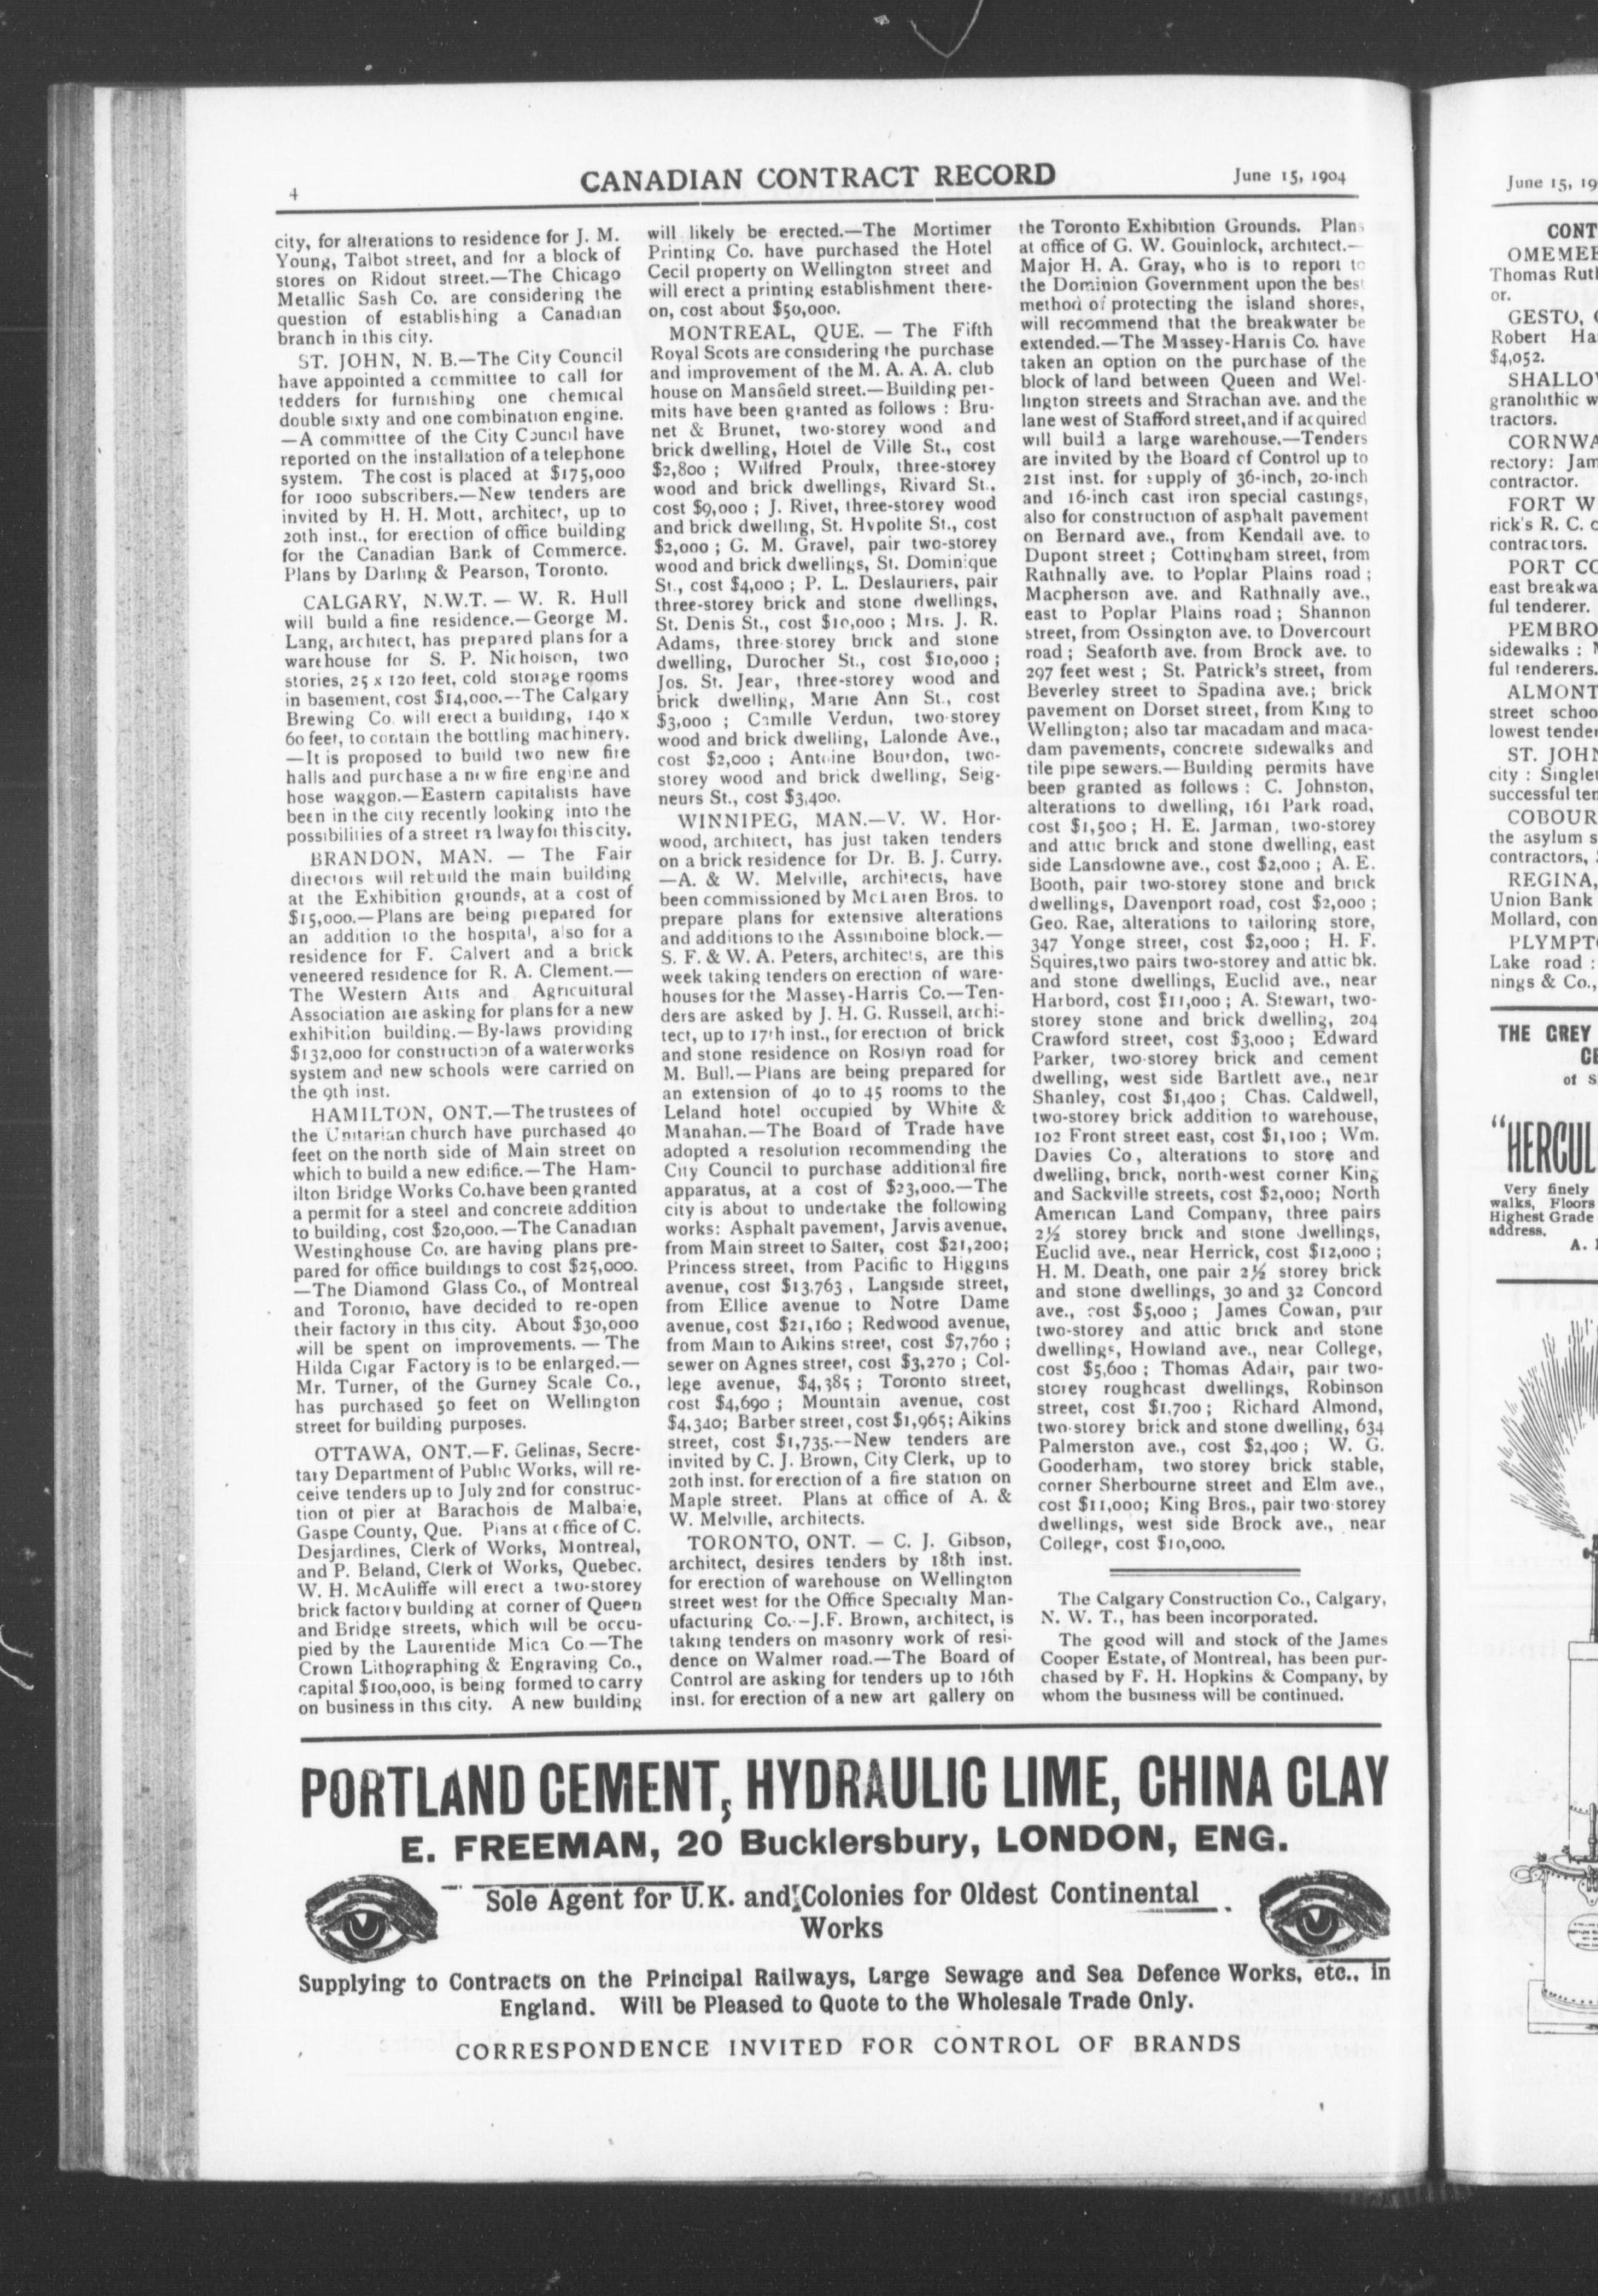 4
CANADIAN CONTRACT RECORD
June 15, 1904
city, for alterations to residence for J. M.
Young, Talbot street, and for a block of
stores on Ridout street.—The Chicago
Metallic Sash Co. are considering the
question of establishing a Canadian
branch in this city.
ST. JOHN, N. B.—The City Council
have appointed a committee to call for
tedders for furnishing one chemical
double sixty and one combination engine.
—A committee of the City Council have
reported on the installation of a telephone
system. The cost is placed at $175,000
for 1000 subscribers.—New tenders are
invited by H. H. Mott, architect, up to
20th inst., for erection of office building
for the Canadian Bank of Commerce.
Plans by Darling & Pearson, Toronto.
CALGARY, N.W.T. — W. R. Hull
will build a fine residence.—George M.
Lang, architect, has prepared plans for a
warehouse for S. P. Nicholson, two
stories, 25 x 120 feet, cold storage rooms
in basement, cost $14,000.—The Calgary
Brewing Co. will erect a building, 140 x
60 feet, to contain the bottling machinery.
—It is proposed to build two new fire
halls and purchase a new fire engine and
hose waggon.—Eastern capitalists have
been in the city recently looking into the
possibilities of a street railway for this city.
BRANDON, MAN. — The Fair
directors will rebuild the main building
at the Exhibition grounds, at a cost of
$15,000.—Plans are being prepared for
an addition to the hospital, also for a
residence for F. Calvert and a brick
veneered residence for R. A. Clement.—
The Western Arts and Agricultural
Association are asking for plans for a new
exhibition building.—By-laws providing
$132,000 for construction of a waterworks
system and new schools were carried on
the 9th inst.
HAMILTON, ONT.—The trustees of
the Unitarian church have purchased 40
feet on the north side of Main street on
which to build a new edifice.—The Ham-
ilton Bridge Works Co. have been granted
a permit for a steel and concrete addition
to building, cost $20,000.—The Canadian
Westinghouse Co. are having plans pre-
pared for office buildings to cost $25,000.
—The Diamond Glass Co., of Montreal
and Toronto, have decided to re-open
their factory in this city. About $30,000
will be spent on improvements. — The
Hilda Cigar Factory is to be enlarged.—
Mr. Turner, of the Gurney Scale Co.,
has purchased 50 feet on Wellington
street for building purposes.
OTTAWA, ONT.—F. Gelinas, Secre-
tary Department of Public Works, will re-
ceive tenders up to July 2nd for construc-
tion of pier at Barachois de Malbaie,
Gaspe County, Que. Plans at office of C.
Desjardines, Clerk of Works, Montreal,
and P. Beland, Clerk of Works, Quebec.
W. H. McAuliffe will erect a two-storey
brick factory building at corner of Queen
and Bridge streets, which will be occu-
pied by the Laurentide Mica Co.—The
Crown Lithographing & Engraving Co.,
capital $100,000, is being formed to carry
on business in this city. A new building
will likely be erected.—The Mortimer
Printing Co. have purchased the Hotel
Cecil property on Wellington street and
will erect a printing establishment there-
on, cost about $50,000.
MONTREAL, QUE. — The Fifth
Royal Scots are considering the purchase
and improvement of the M. A. A. A. club
house on Mansfield street.—Building per-
mits have been granted as follows : Bru-
net & Brunet, two-storey wood and
brick dwelling, Hotel de Ville St., cost
$2,800 ; Wilfred Proulx, three-storey
wood and brick dwellings, Rivard St.,
cost $9,000 ; J. Rivet, three-storey wood
and brick dwelling, St. Hypolite St., cost
$2,000 ; G. M. Gravel, pair two-storey
wood and brick dwellings, St. Dominique
St., cost $4,000 ; P. L. Deslauriers, pair
three-storey brick and stone dwellings,
St. Denis St., cost $10,000 ; Mrs. J. R.
Adams, three-storey brick and stone
dwelling, Durocher St., cost $10,000 ;
Jos. St. Jear, three-storey wood and
brick dwelling, Marie Ann St., cost
$3,000 ; Camille Verdun, two-storey
wood and brick dwelling, Lalonde Ave.,
cost $2,000 ; Antoine Bourdon, two-
storey wood and brick dwelling, Seig-
neurs St., cost $3,400.
WINNIPEG, MAN.—V. W. Hor-
wood, architect, has just taken tenders
on a brick residence for Dr. B. J. Curry.
—A. & W. Melville, architects, have
been commissioned by McLaren Bros. to
prepare plans for extensive alterations
and additions to the Assiniboine block.—
S. F. & W. A. Peters, architects, are this
week taking tenders on erection of ware-
houses for the Massey-Harris Co.—Ten-
ders are asked by J. H. G. Russell, archi-
tect, up to 17th inst., for erection of brick
and stone residence on Roslyn road for
M. Bull.—Plans are being prepared for
an extension of 40 to 45 rooms to the
Leland hotel occupied by White &
Manahan.—The Board of Trade have
adopted a resolution recommending the
City Council to purchase additional fire
apparatus, at a cost of $23,000.—The
city is about to undertake the following
works: Asphalt pavement, Jarvis avenue,
from Main street to Salter, cost $21,200;
Princess street, from Pacific to Higgins
avenue, cost $13,763 , Langside street,
from Ellice avenue to Notre Dame
avenue, cost $21,160 ; Redwood avenue,
from Main to Aikins street, cost $7,760 ;
sewer on Agnes street, cost $3,270 ; Col-
lege avenue, $4,385 ; Toronto street,
cost $4,690 ; Mountain avenue, cost
$4,340; Barber street, cost $1,965; Aikins
street, cost $1,735.—New tenders are
invited by C. J. Brown, City Clerk, up to
20th inst. for erection of a fire station on
Maple street. Plans at office of A. &
W. Melville, architects.
TORONTO, ONT. — C. J. Gibson,
architect, desires tenders by 18th inst.
for erection of warehouse on Wellington
street west for the Office Specialty Man-
ufacturing Co.—J.F. Brown, architect, is
taking tenders on masonry work of resi-
dence on Walmer road.—The Board of
Control are asking for tenders up to 16th
inst. for erection of a new art gallery on
the Toronto Exhibition Grounds. Plans
at office of G. W. Gouinlock, architect.—
Major H. A. Gray, who is to report to
the Dominion Government upon the best
method of protecting the island shores,
will recommend that the breakwater be
extended.—The Massey-Harris Co. have
taken an option on the purchase of the
block of land between Queen and Wel-
lington streets and Strachan ave. and the
lane west of Stafford street, and if acquired
will build a large warehouse.—Tenders
are invited by the Board of Control up to
21st inst. for supply of 36-inch, 20-inch
and 16-inch cast iron special castings,
also for construction of asphalt pavement
on Bernard ave., from Kendall ave. to
Dupont street ; Cottingham street, from
Rathnally ave. to Poplar Plains road ;
Macpherson ave. and Rathnally ave.,
east to Poplar Plains road ; Shannon
street, from Ossington ave. to Dovercourt
road ; Seaforth ave. from Brock ave. to
297 feet west ; St. Patrick's street, from
Beverley street to Spadina ave.; brick
pavement on Dorset street, from King to
Wellington; also tar macadam and maca-
dam pavements, concrete sidewalks and
tile pipe sewers.—Building permits have
been granted as follows : C. Johnston,
alterations to dwelling, 161 Park road,
cost $1,500 ; H. E. Jarman, two-storey
and attic brick and stone dwelling, east
side Lansdowne ave., cost $2,000 ; A. E.
Booth, pair two-storey stone and brick
dwellings, Davenport road, cost $2,000 ;
Geo. Rae, alterations to tailoring store,
347 Yonge street, cost $2,000 ; H. F.
Squires, two pairs two-storey and attic bk.
and stone dwellings, Euclid ave., near
Harbord, cost $11,000 ; A. Stewart, two-
storey stone and brick dwelling, 204
Crawford street, cost $3,000 ; Edward
Parker, two-storey brick and cement
dwelling, west side Bartlett ave., near
Shanley, cost $1,400 ; Chas. Caldwell,
two-storey brick addition to warehouse,
102 Front street east, cost $1,100 ; Wm.
Davies Co, alterations to store and
dwelling, brick, north-west corner King
and Sackville streets, cost $2,000; North
American Land Company, three pairs
2½ storey brick and stone dwellings,
Euclid ave., near Herrick, cost $12,000 ;
H. M. Death, one pair 2½ storey brick
and stone dwellings, 30 and 32 Concord
ave., cost $5,000 ; James Cowan, pair
two-storey and attic brick and stone
dwellings, Howland ave., near College,
cost $5,600 ; Thomas Adair, pair two-
storey roughcast dwellings, Robinson
street, cost $1,700 ; Richard Almond,
two-storey brick and stone dwelling, 634
Palmerston ave., cost $2,400 ; W. G.
Gooderham, two storey brick stable,
corner Sherbourne street and Elm ave.,
cost $11,000; King Bros., pair two-storey
dwellings, west side Brock ave., near
College, cost $10,000.
The Calgary Construction Co., Calgary,
N. W. T., has been incorporated.
The good will and stock of the James
Cooper Estate, of Montreal, has been pur-
chased by F. H. Hopkins & Company, by
whom the business will be continued.
PORTLAND CEMENT, HYDRAULIC LIME, CHINA CLAY
E. FREEMAN, 20 Bucklersbury, LONDON, ENG.
Sole Agent for U.K. and Colonies for Oldest Continental
Works
Supplying to Contracts on the Principal Railways, Large Sewage and Sea Defence Works, etc., in
England. Will be Pleased to Quote to the Wholesale Trade Only.
CORRESPONDENCE INVITED FOR CONTROL OF BRANDS
June 15, 19
CONT
OMEMEE
Thomas Rutl
or.
GESTO,
Robert Ha
$4,052.
SHALLO
granolithic w
tractors.
CORNWA
rectory: Jam
contractor.
FORT W
rick's R. C. c
contractors.
PORT CO
east breakwa
ful tenderer.
PEMBRO
sidewalks :
ful tenderers.
ALMONT
street schoo
lowest tender
ST. JOHN
city : Singlet
successful ten
COBOUR
the asylum s
contractors,
REGINA,
Union Bank
Mollard, con
PLYMPT
Lake road :
nings & Co.,
THE GREY
CE
of S
"HERCUL
Very finely
walks, Floors
Highest Grade
address.
A.